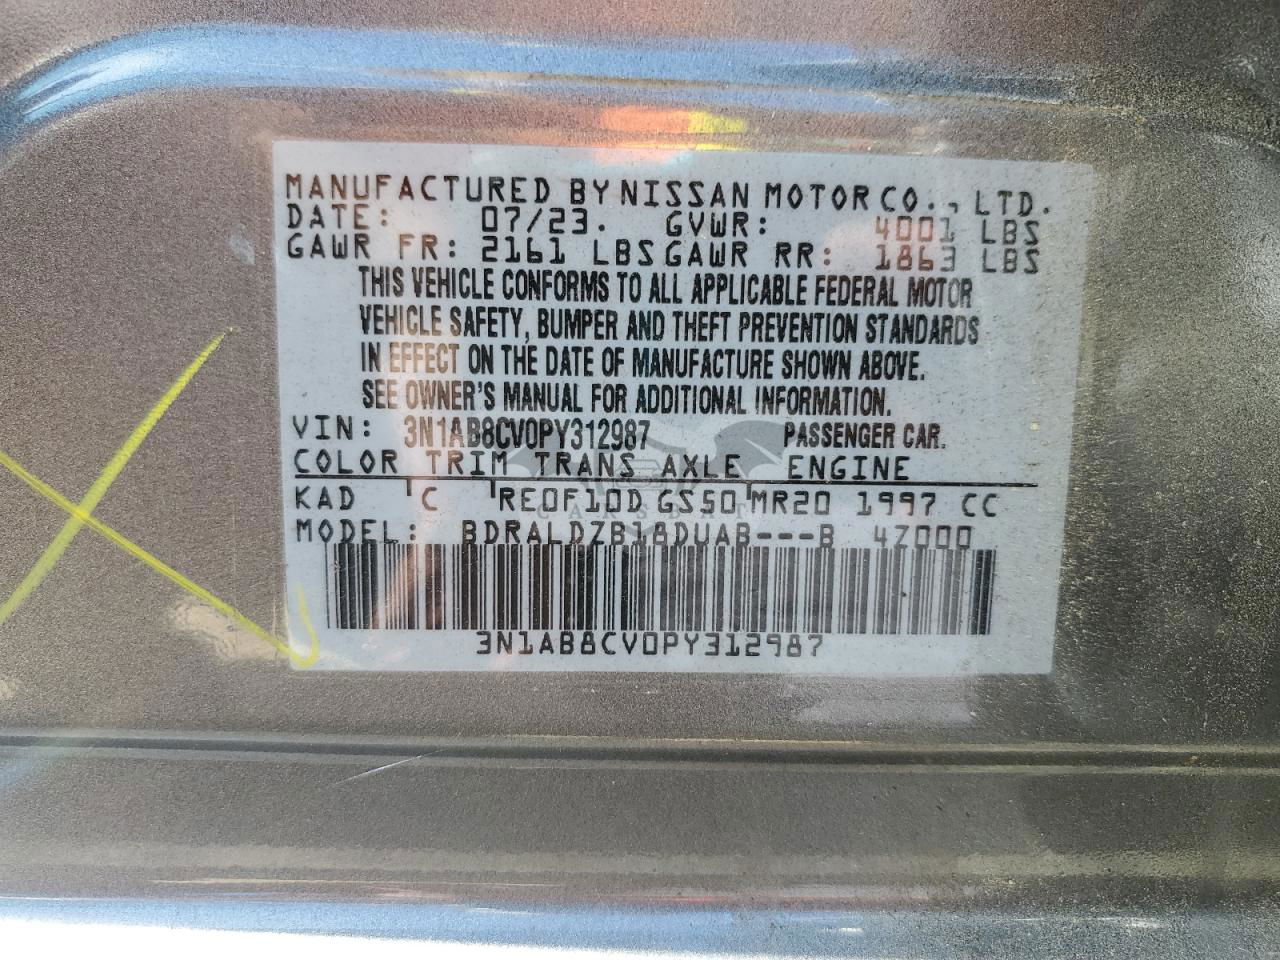 MANUFACTURED BY NISSAN MOTOR CO., LTD.
DATE: 07/23. GVWR: 4001 LBS
GAWR FR: 2161 LBS GAWR RR: 1863 LBS
THIS VEHICLE CONFORMS TO ALL APPLICABLE FEDERAL MOTOR
VEHICLE SAFETY, BUMPER AND THEFT PREVENTION STANDARDS
IN EFFECT ON THE DATE OF MANUFACTURE SHOWN ABOVE.
SEE OWNER'S MANUAL FOR ADDITIONAL INFORMATION.
VIN: 3N1AB8CV0PY312987 PASSENGER CAR.
COLOR TRIM TRANS AXLE ENGINE
KAD C RE0F10D GS50 MR20 1997 CC
CARSBAT
MODEL: BDRALDZB18DUAB---B 4Z000
3N1AB8CV0PY312987